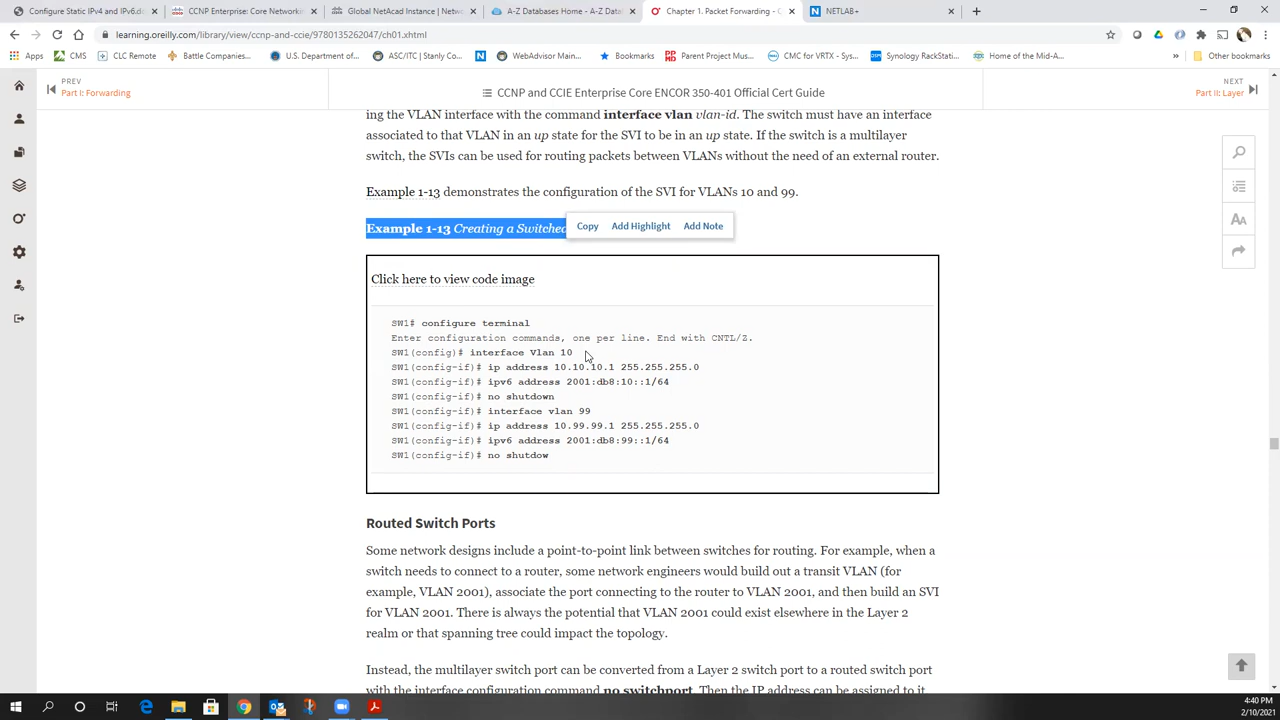 Configure Static IPv4 and IPv6.de
CCNP Enterprise: Core Networkin
Global NetAcad Instance | Netw
A-Z Databases Home - A-Z Data
Chapter 1. Packet Forwarding - C
NETLAB+
learning.oreilly.com/library/view/ccnp-and-ccie/9780135262047/ch01.xhtml
Apps
CMS
CLC Remote
Battle Companies...
U.S. Department of...
ASC/ITC | Stanly Co...
WebAdvisor Main...
Bookmarks
Parent Project Mus...
CMC for VRTX - Sys...
Synology RackStati...
Home of the Mid-A...
»
Other bookmarks
PREV
Part I: Forwarding
CCNP and CCIE Enterprise Core ENCOR 350-401 Official Cert Guide
NEXT
Part II: Layer
ing the VLAN interface with the command interface vlan vlan-id. The switch must have an interface
associated to that VLAN in an up state for the SVI to be in an up state. If the switch is a multilayer
switch, the SVIs can be used for routing packets between VLANs without the need of an external router.
Example 1-13 demonstrates the configuration of the SVI for VLANs 10 and 99.
Example 1-13 Creating a Switched
Copy Add Highlight Add Note
Click here to view code image
SW1# configure terminal
Enter configuration commands, one per line. End with CNTL/Z.
SW1(config)# interface Vlan 10
SW1(config-if)# ip address 10.10.10.1 255.255.255.0
SW1(config-if)# ipv6 address 2001:db8:10::1/64
SW1(config-if)# no shutdown
SW1(config-if)# interface vlan 99
SW1(config-if)# ip address 10.99.99.1 255.255.255.0
SW1(config-if)# ipv6 address 2001:db8:99::1/64
SW1(config-if)# no shutdow
Routed Switch Ports
Some network designs include a point-to-point link between switches for routing. For example, when a
switch needs to connect to a router, some network engineers would build out a transit VLAN (for
example, VLAN 2001), associate the port connecting to the router to VLAN 2001, and then build an SVI
for VLAN 2001. There is always the potential that VLAN 2001 could exist elsewhere in the Layer 2
realm or that spanning tree could impact the topology.
Instead, the multilayer switch port can be converted from a Layer 2 switch port to a routed switch port
with the interface configuration command no switchport. Then the IP address can be assigned to it
4:40 PM
2/10/2021